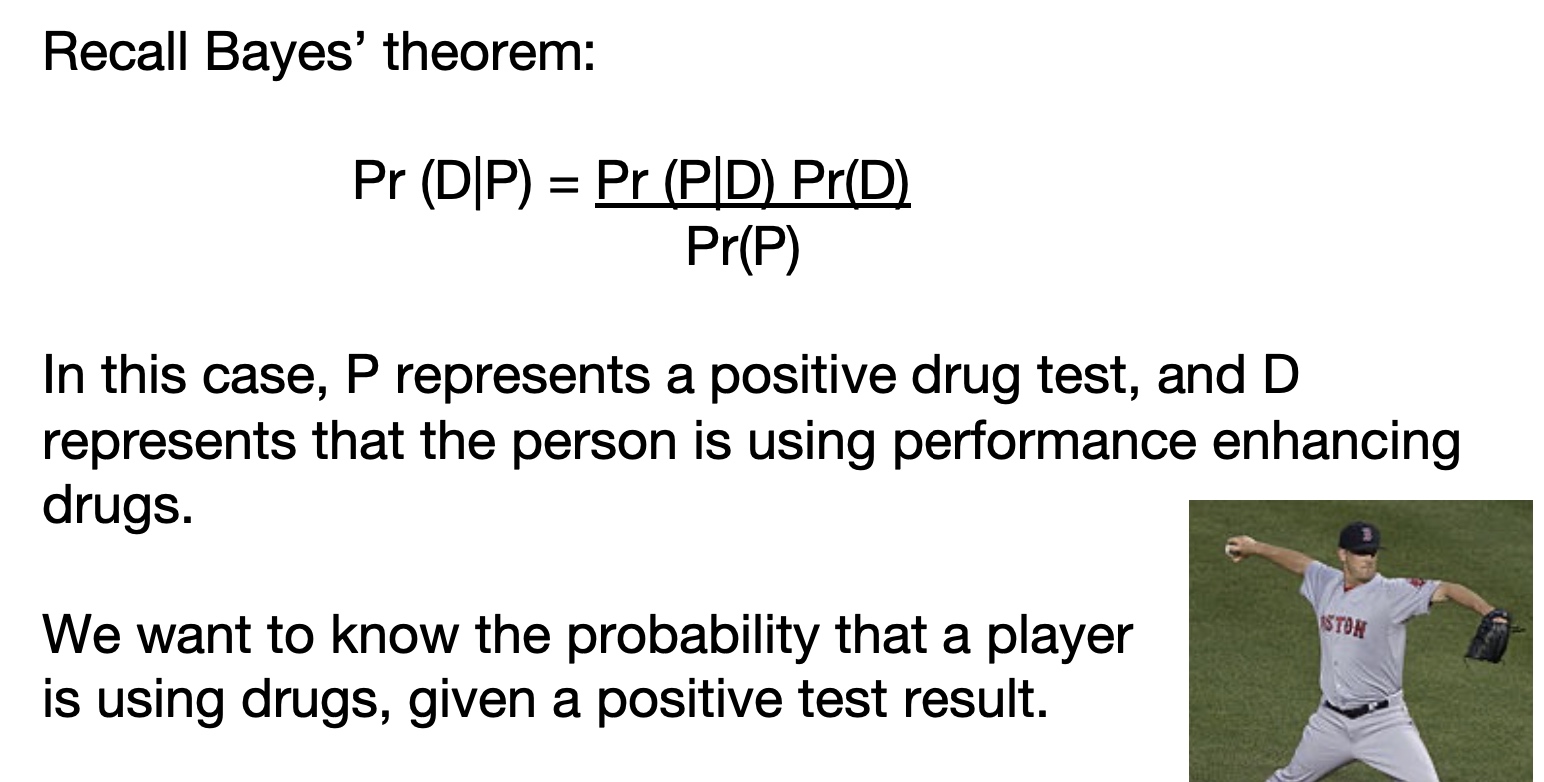 Recall Bayes’ theorem:
Pr (D|P) = Pr (P|D) Pr(D)
Pr(P)
In this case, P represents a positive drug test, and D
represents that the person is using performance enhancing
drugs.
We want to know the probability that a player
is using drugs, given a positive test result.
B
STON